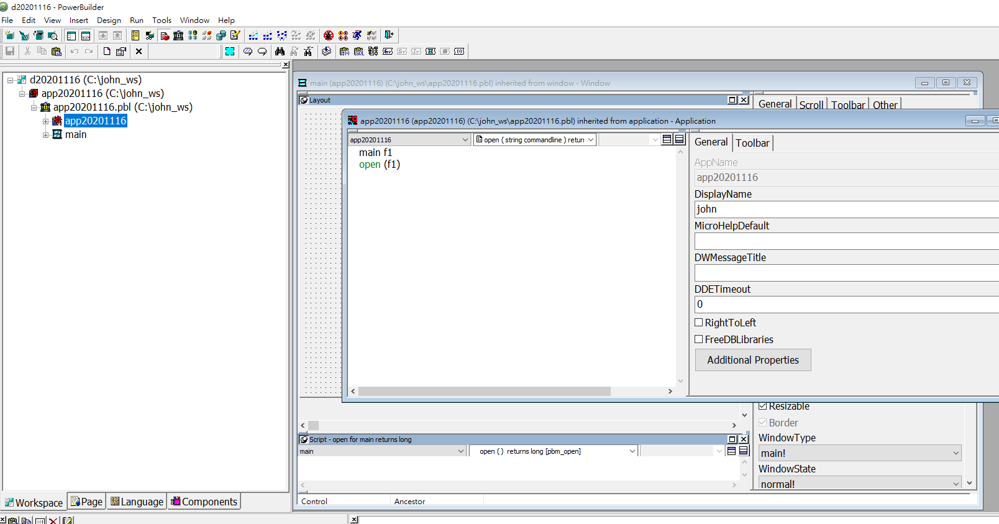 d20201116 - PowerBuilder
File Edit View Insert Design Run Tools Window Help
d20201116 (C:\john_ws)
app20201116 (C:\john_ws)
app20201116.pbl (C:\john_ws)
app20201116
main
Workspace Page Language Components
main (app20201116) (C:\john_ws\app20201116.pbl) inherited from window - Window
Layout
General Scroll Toolbar Other
app20201116 (app20201116) (C:\john_ws\app20201116.pbl) inherited from application - Application
app20201116
open ( string commandline ) retur
main f1
open (f1)
General Toolbar
AppName
app20201116
DisplayName
john
MicroHelpDefault
DWMessageTitle
DDETimeout
0
RightToLeft
FreeDBLibraries
Additional Properties
Resizable
Border
WindowType
main!
WindowState
normal!
Script - open for main returns long
main
open ( ) returns long [pbm_open]
Control Ancestor